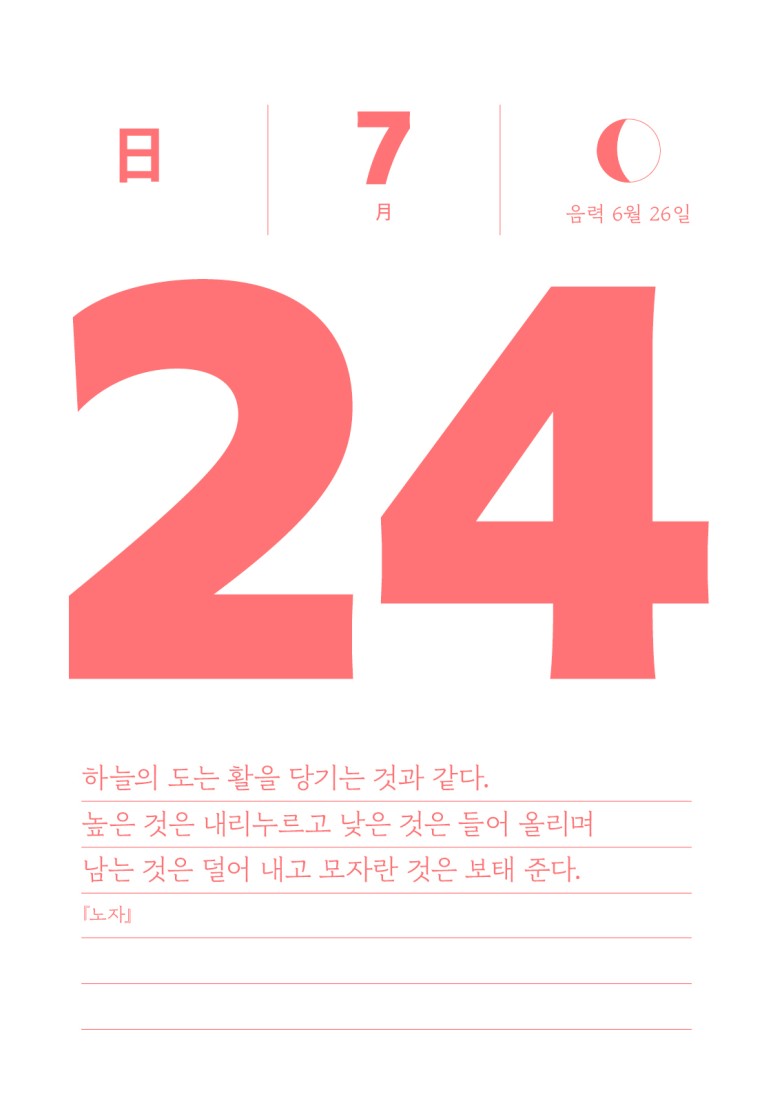 日
7
月
음력 6월 26일
24
하늘의 도는 활을 당기는 것과 같다.
높은 것은 내리누르고 낮은 것은 들어 올리며
남는 것은 덜어 내고 모자란 것은 보태 준다.
『노자』